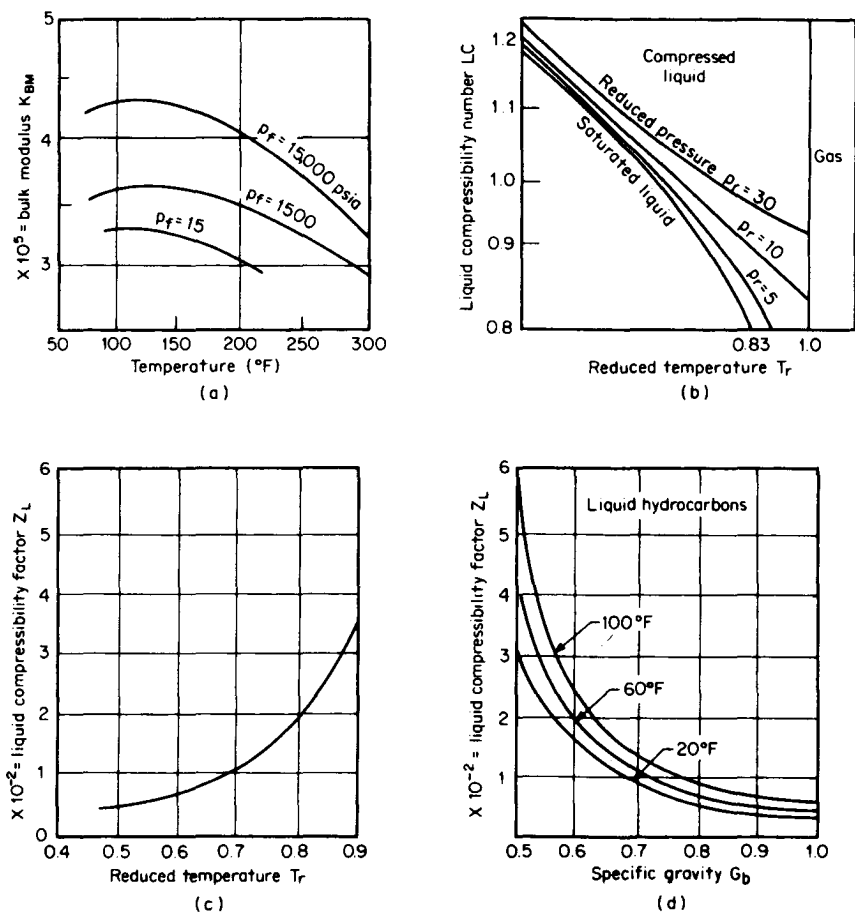 5
4
3
2
50 100 150 200 250 300
X 10⁵ = bulk modulus K_BM
p_f = 15,000 psia
p_f = 1500
p_f = 15
Temperature (°F)
(a)
1.2
1.1
1.0
0.9
0.8
Liquid compressibility number LC
Compressed
liquid
Gas
Reduced pressure p_r = 30
Saturated liquid
p_r = 10
p_r = 5
0.83 1.0
Reduced temperature T_r
(b)
6
5
4
3
2
1
0
0.4 0.5 0.6 0.7 0.8 0.9
X 10⁻² = liquid compressibility factor Z_L
Reduced temperature T_r
(c)
6
5
4
3
2
1
0.5 0.6 0.7 0.8 0.9 1.0
X 10⁻² = liquid compressibility factor Z_L
Liquid hydrocarbons
100°F
60°F
20°F
Specific gravity G_b
(d)